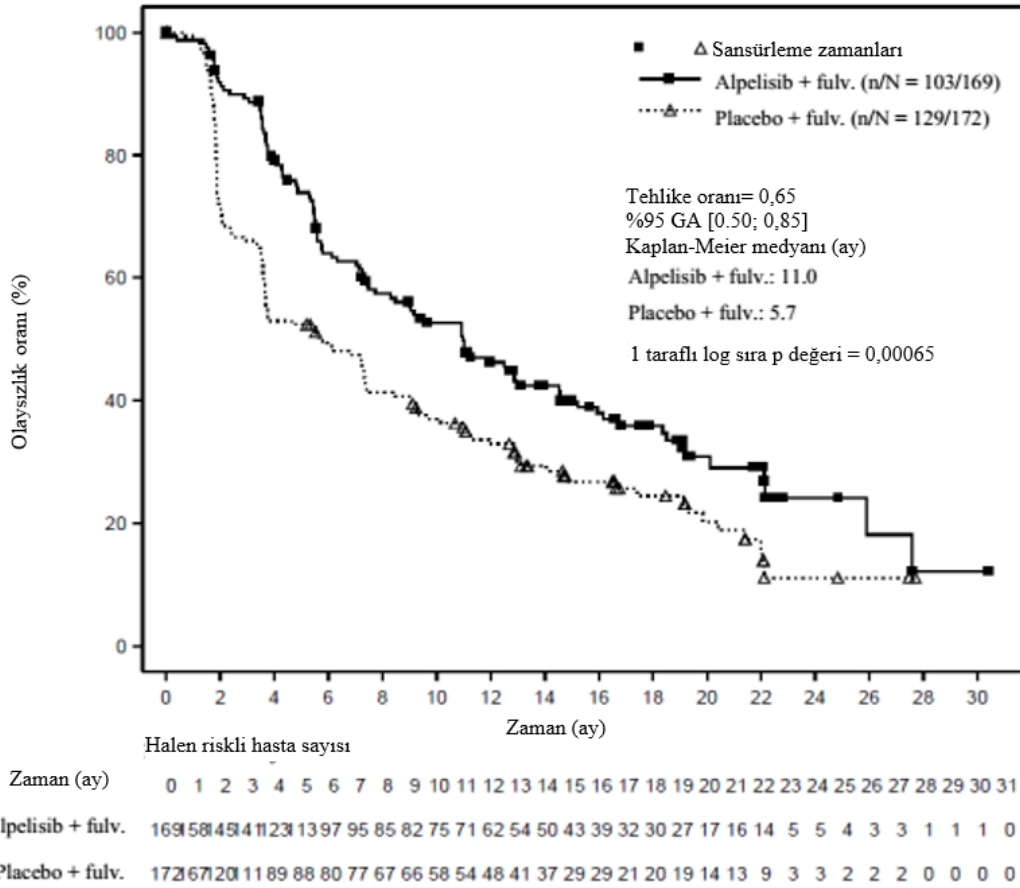 100
80
60
40
20
0
Olaysızlık oranı (%)
Sansürleme zamanları
Alpelisib + fulv. (n/N = 103/169)
Placebo + fulv. (n/N = 129/172)
Tehlike oranı= 0,65
%95 GA [0.50; 0,85]
Kaplan-Meier medyanı (ay)
Alpelisib + fulv.: 11.0
Placebo + fulv.: 5.7
1 taraflı log sıra p değeri = 0,00065
0 2 4 6 8 10 12 14 16 18 20 22 24 26 28 30
Zaman (ay)
Halen riskli hasta sayısı
Zaman (ay) 0 1 2 3 4 5 6 7 8 9 10 11 12 13 14 15 16 17 18 19 20 21 22 23 24 25 26 27 28 29 30 31
lpelisib + fulv. 169 158 145 141 123 113 97 95 85 82 75 71 62 54 50 43 39 32 30 27 17 16 14 5 5 4 3 3 1 1 1 0
Placebo + fulv. 172 167 120 111 89 88 80 77 67 66 58 54 48 41 37 29 29 21 20 19 14 13 9 3 3 2 2 2 0 0 0 0